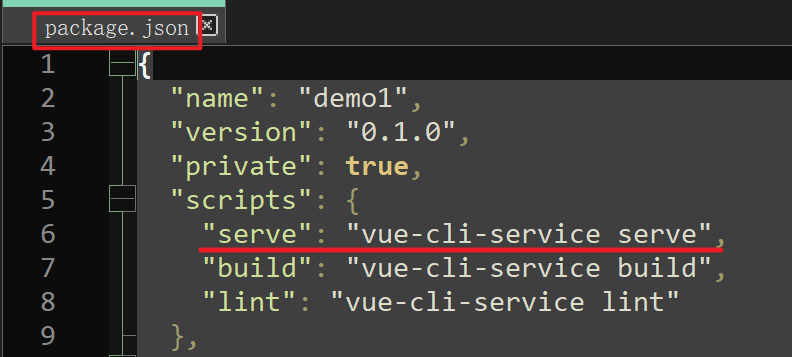 package.json
1 {
2 "name": "demo1",
3 "version": "0.1.0",
4 "private": true,
5 "scripts": {
6 "serve": "vue-cli-service serve",
7 "build": "vue-cli-service build",
8 "lint": "vue-cli-service lint"
9 },